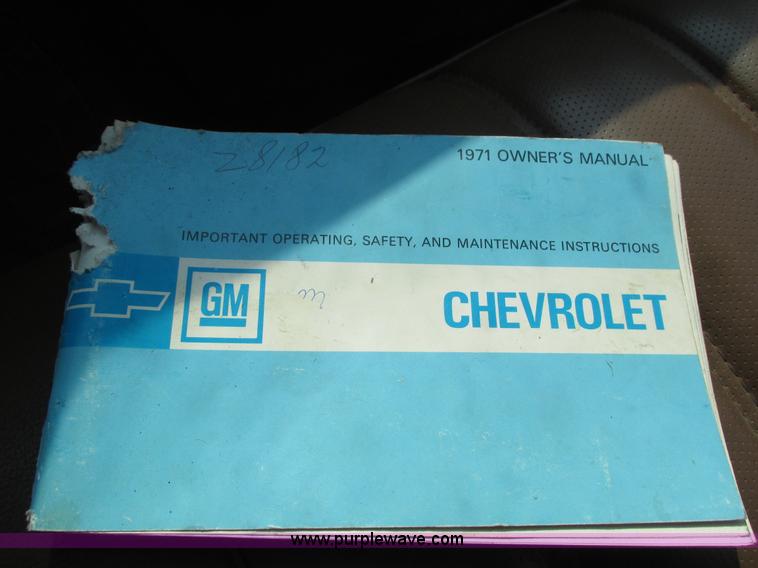 Z8182
1971 OWNER'S MANUAL
IMPORTANT OPERATING, SAFETY, AND MAINTENANCE INSTRUCTIONS
GM
m
CHEVROLET
www.purplewave.com